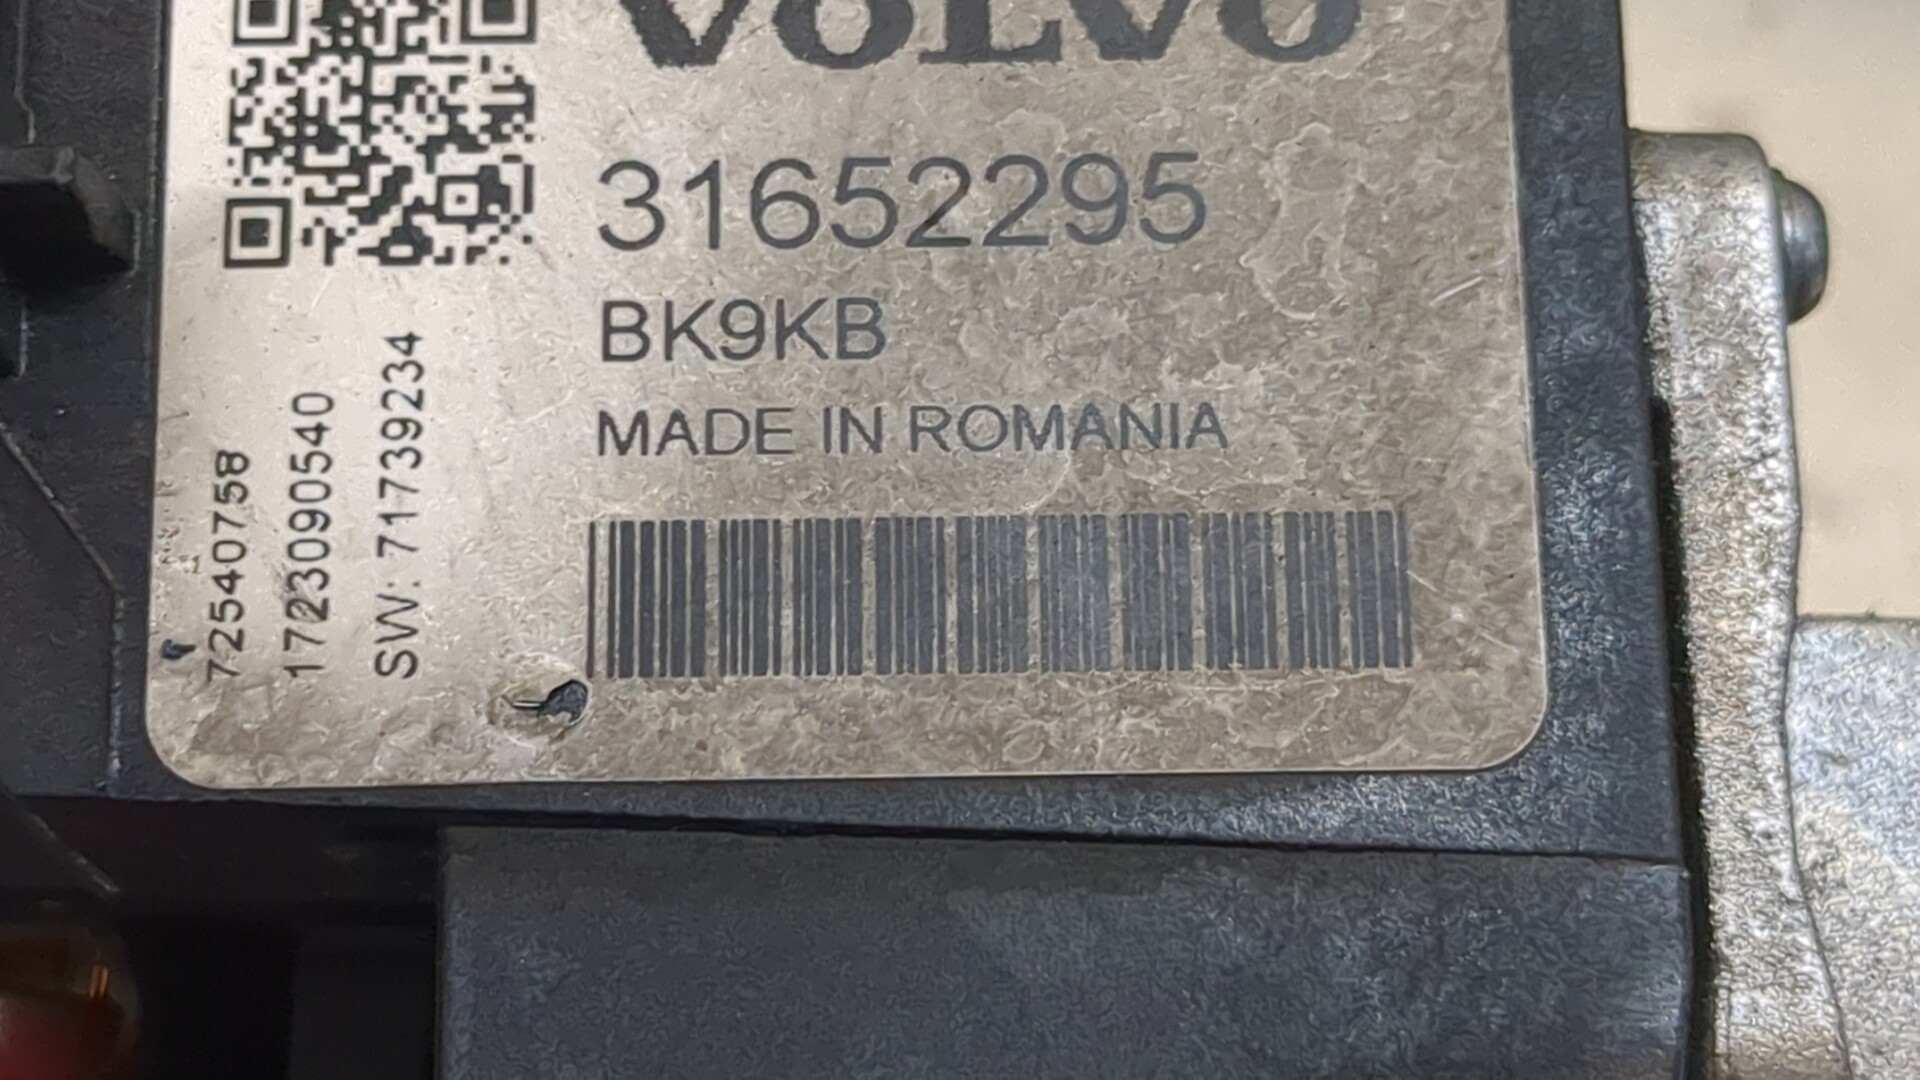 VOLVO
31652295
BK9KB
MADE IN ROMANIA
72540758
1723090540
SW: 71739234